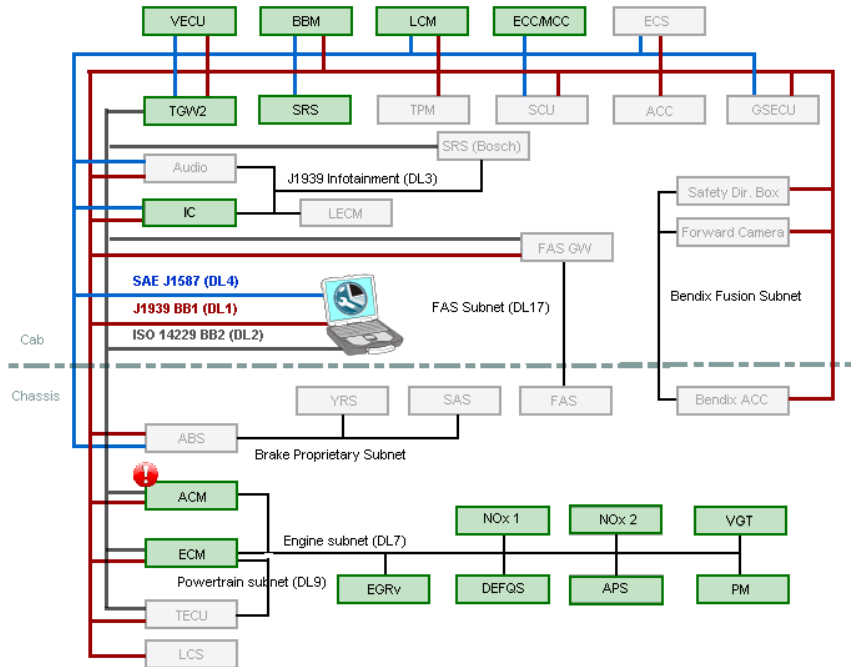 VECU
BBM
LCM
ECC/MCC
ECS
TGW2
SRS
TPM
SCU
ACC
GSECU
SRS (Bosch)
Audio
J1939 Infotainment (DL3)
Safety Dir. Box
IC
LECM
Forward Camera
FAS GW
SAE J1587 (DL4)
J1939 BB1 (DL1)
FAS Subnet (DL17)
Bendix Fusion Subnet
ISO 14229 BB2 (DL2)
Cab
Chassis
YRS
SAS
FAS
Bendix ACC
ABS
Brake Proprietary Subnet
ACM
NOx 1
NOx 2
VGT
Engine subnet (DL7)
ECM
Powertrain subnet (DL9)
EGRv
DEFQS
APS
PM
TECU
LCS